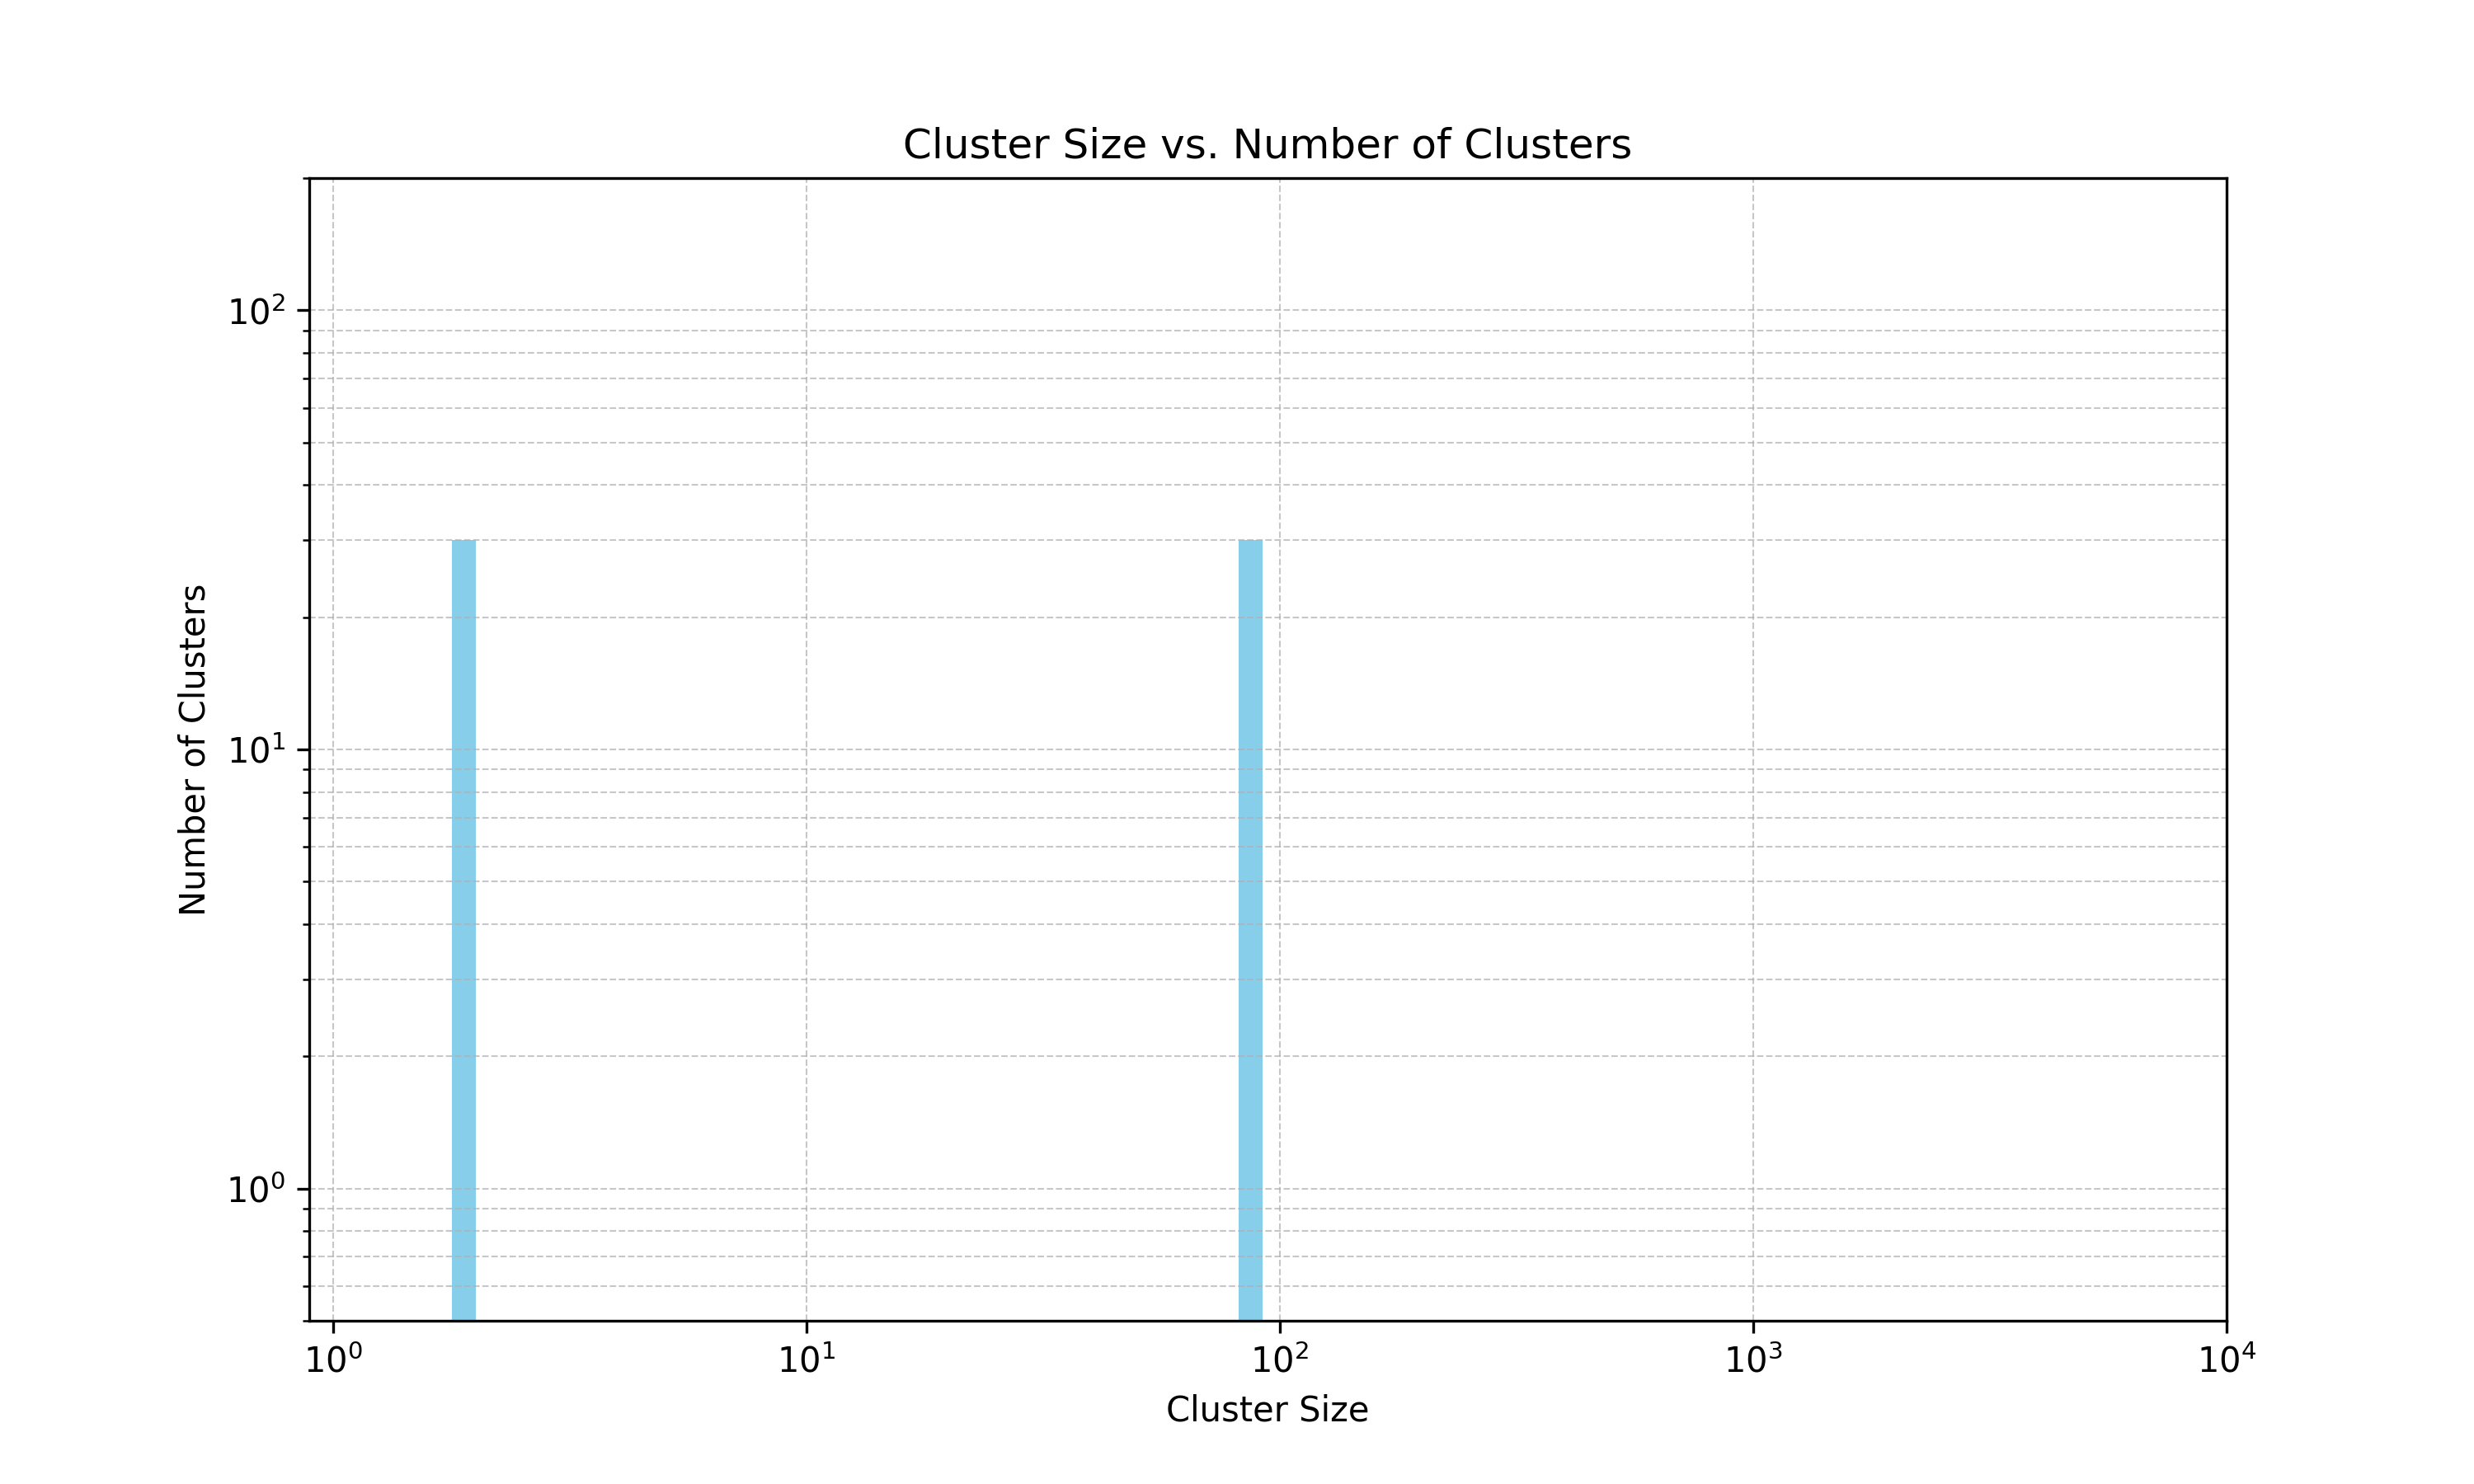 Cluster Size vs. Number of Clusters
10²
10¹
10⁰
Number of Clusters
10⁰ 10¹ 10² 10³ 10⁴
Cluster Size